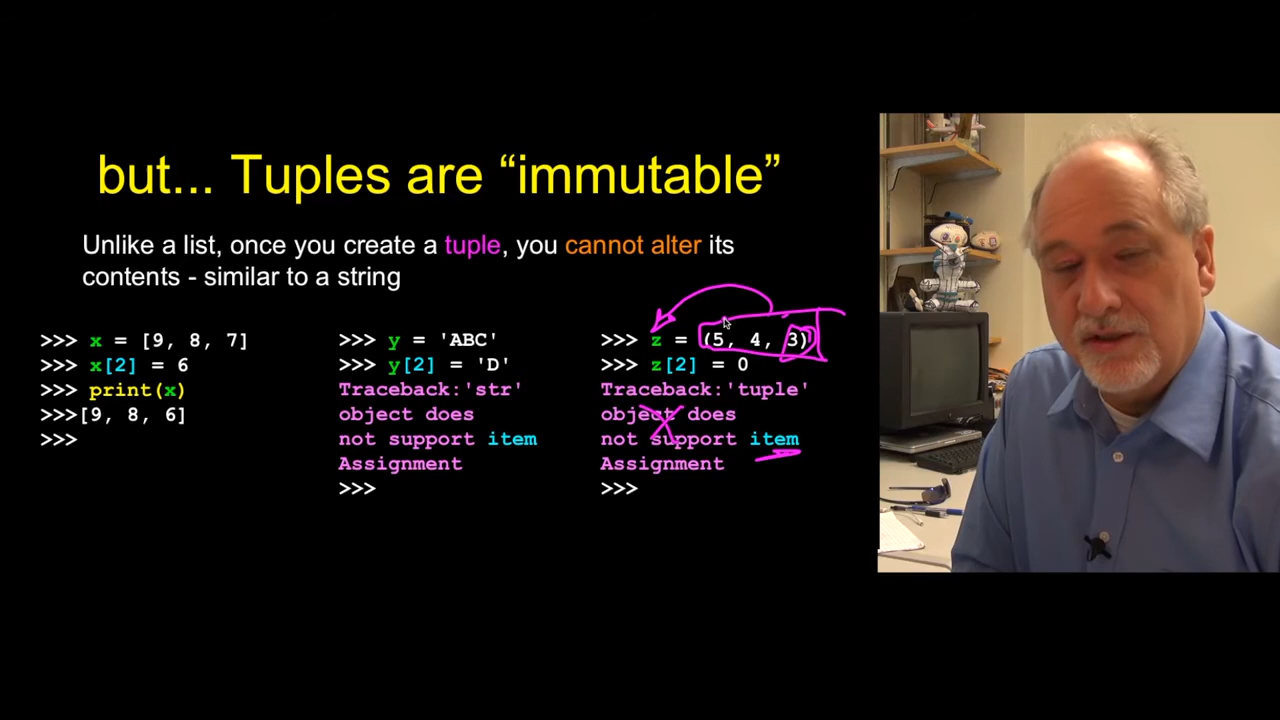 but... Tuples are “immutable”
Unlike a list, once you create a tuple, you cannot alter its
contents - similar to a string
>>> x = [9, 8, 7]
>>> x[2] = 6
>>> print(x)
>>>[9, 8, 6]
>>>
>>> y = 'ABC'
>>> y[2] = 'D'
Traceback:'str'
object does
not support item
Assignment
>>>
>>> z = (5, 4, 3)
>>> z[2] = 0
Traceback:'tuple'
object does
not support item
Assignment
>>>